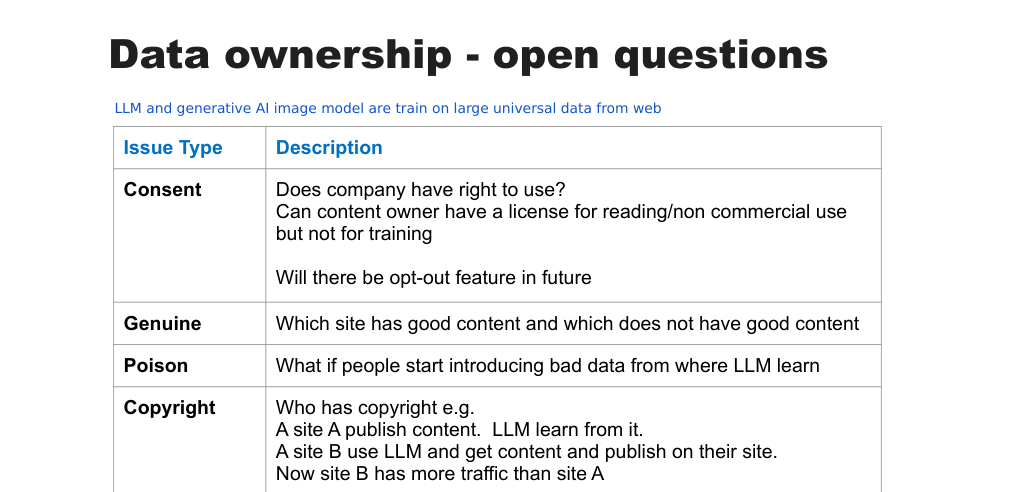 Data ownership - open questions
LLM and generative AI image model are train on large universal data from web
Issue Type
Description
Consent
Does company have right to use?
Can content owner have a license for reading/non commercial use
but not for training
Will there be opt-out feature in future
Genuine
Which site has good content and which does not have good content
Poison
What if people start introducing bad data from where LLM learn
Copyright
Who has copyright e.g.
A site A publish content.  LLM learn from it.
A site B use LLM and get content and publish on their site.
Now site B has more traffic than site A